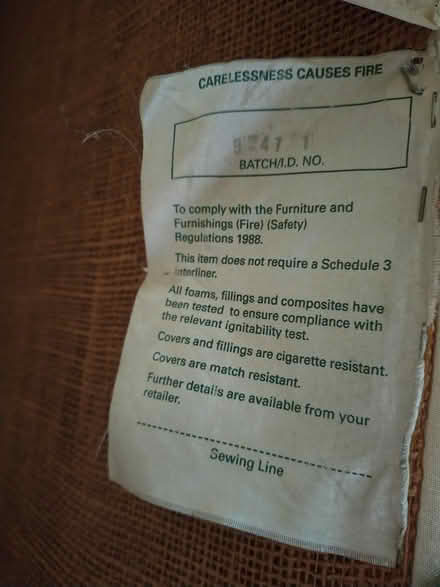 CARELESSNESS CAUSES FIRE
BATCH/I.D. NO.
To comply with the Furniture and
Furnishings (Fire) (Safety)
Regulations 1988.
This item does not require a Schedule 3
interliner.
All foams, fillings and composites have
been tested to ensure compliance with
the relevant ignitability test.
Covers and fillings are cigarette resistant.
Covers are match resistant.
Further details are available from your
retailer.
Sewing Line